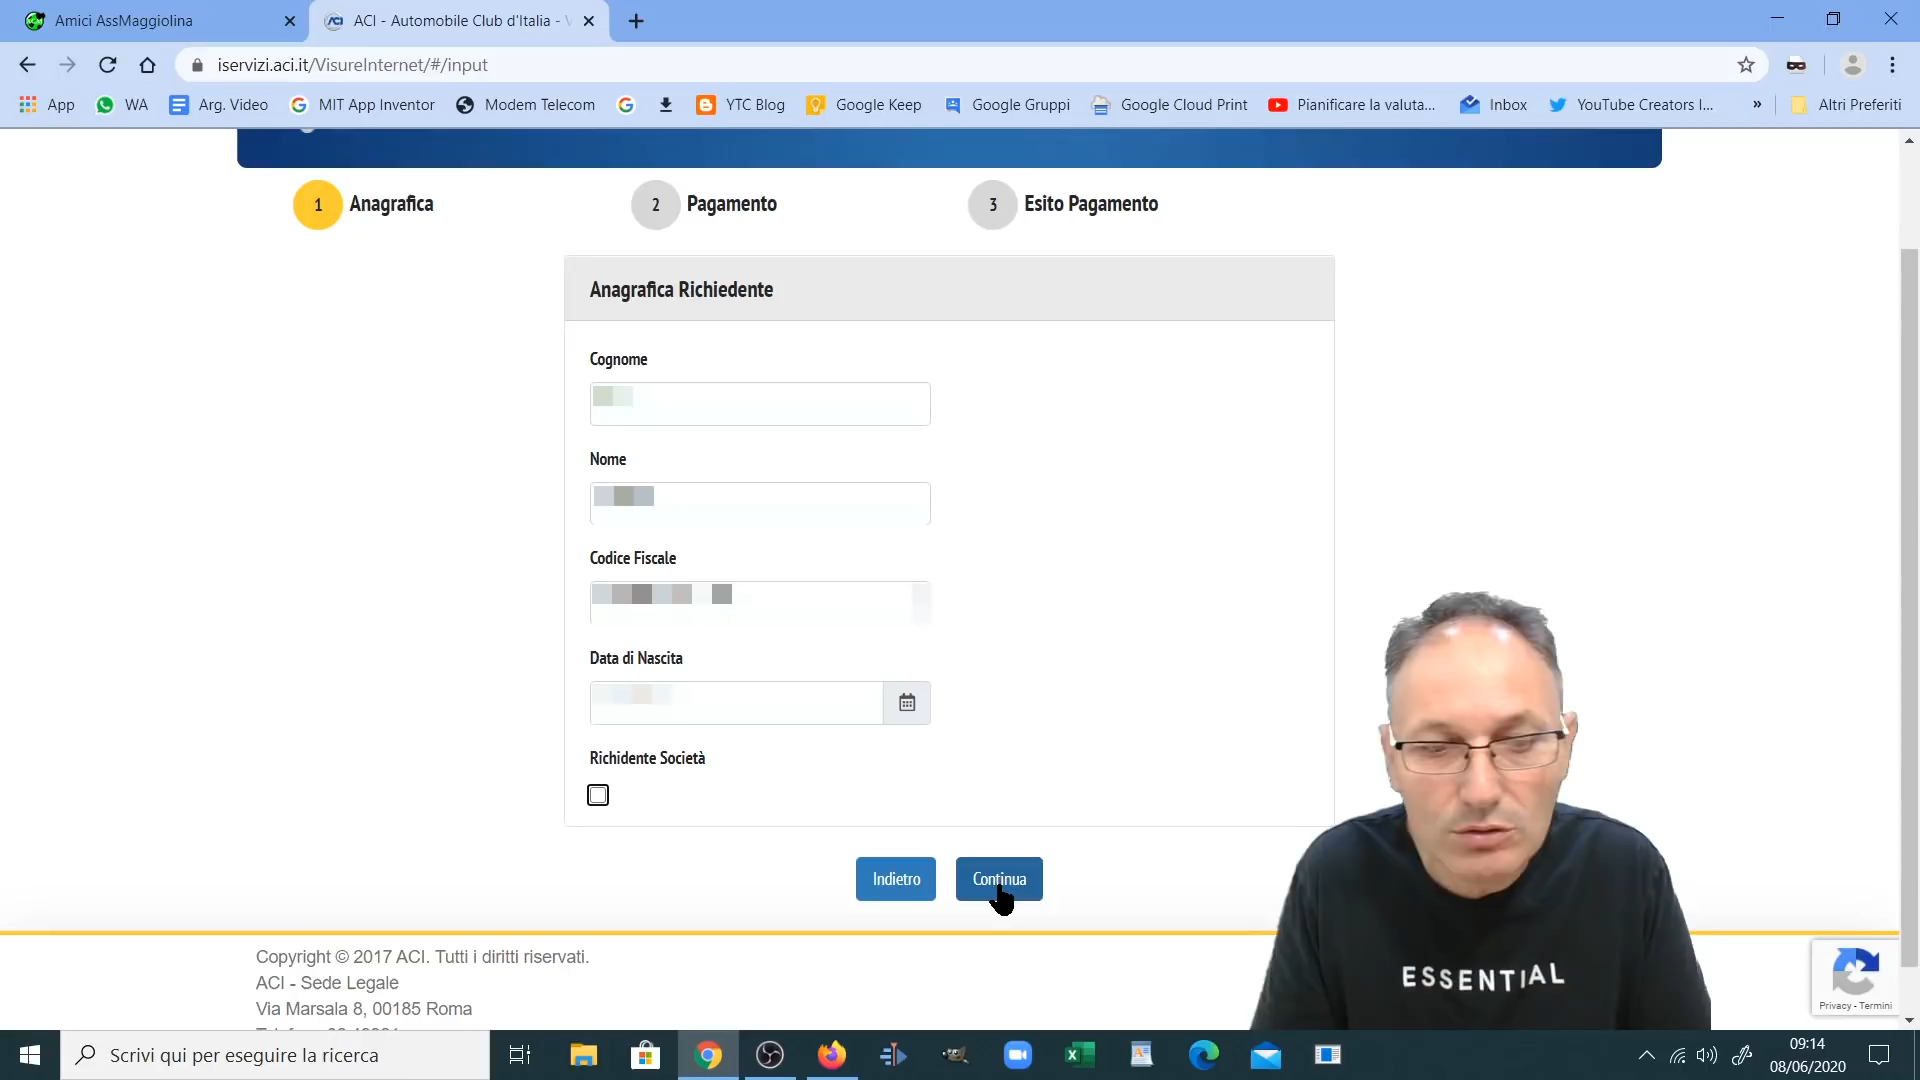 Amici AssMaggiolina
ACI - Automobile Club d'Italia - V
iservizi.aci.it/VisureInternet/#/input
App WA Arg. Video MIT App Inventor Modem Telecom YTC Blog Google Keep Google Gruppi Google Cloud Print Pianificare la valuta... Inbox YouTube Creators I... » Altri Preferiti
1 Anagrafica 2 Pagamento 3 Esito Pagamento
Anagrafica Richiedente
Cognome
Nome
Codice Fiscale
Data di Nascita
Richidente Società
Indietro Continua
Copyright © 2017 ACI. Tutti i diritti riservati.
ACI - Sede Legale
Via Marsala 8, 00185 Roma
ESSENTIAL
Privacy - Termini
Scrivi qui per eseguire la ricerca
09:14
08/06/2020